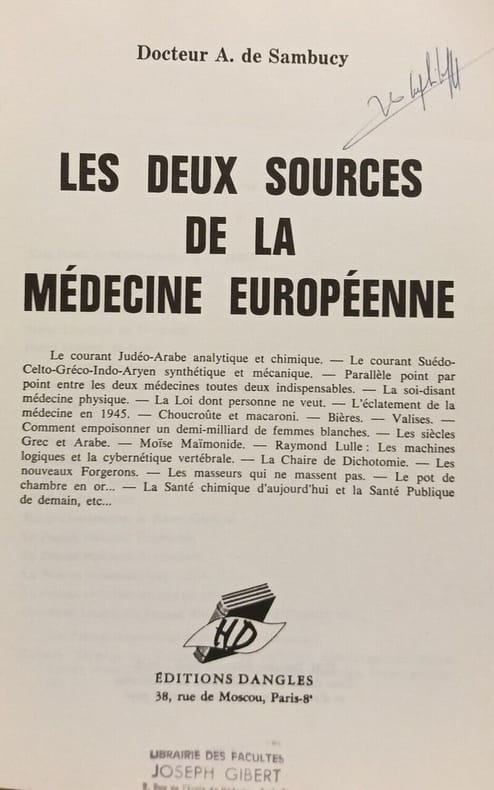 Docteur A. de Sambucy
LES DEUX SOURCES
DE LA
MÉDECINE EUROPÉENNE
Le courant Judéo-Arabe analytique et chimique. — Le courant Suédo-
Celto-Gréco-Indo-Aryen synthétique et mécanique. — Parallèle point par
point entre les deux médecines toutes deux indispensables. — La soi-disant
médecine physique. — La Loi dont personne ne veut. — L'éclatement de la
médecine en 1945. — Choucroûte et macaroni. — Bières. — Valises. —
Comment empoisonner un demi-milliard de femmes blanches. — Les siècles
Grec et Arabe. — Moïse Maïmonide. — Raymond Lulle : Les machines
logiques et la cybernétique vertébrale. — La Chaire de Dichotomie. — Les
nouveaux Forgerons. — Les masseurs qui ne massent pas. — Le pot de
chambre en or... — La Santé chimique d'aujourd'hui et la Santé Publique
de demain, etc...
HD
ÉDITIONS DANGLES
38, rue de Moscou, Paris-8ᵉ
LIBRAIRIE DES FACULTES
JOSEPH GIBERT